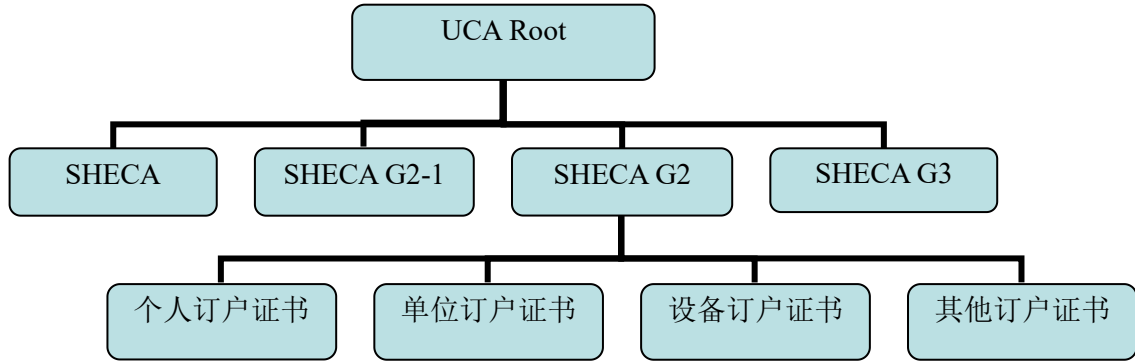 UCA Root
SHECA
SHECA G2-1
SHECA G2
SHECA G3
个人订户证书
单位订户证书
设备订户证书
其他订户证书